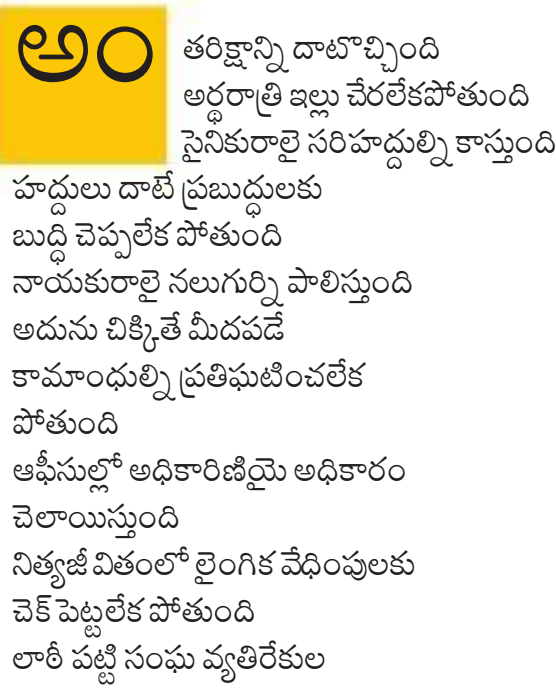 అంతరిక్షాన్ని దాటొచ్చింది
అర్ధరాత్రి ఇల్లు చేరలేకపోతుంది
సైనికురాలై సరిహద్దుల్ని కాస్తుంది
హద్దులు దాటే ప్రబుద్ధులకు
బుద్ధి చెప్పలేక పోతుంది
నాయకురాలై నలుగుర్ని పాలిస్తుంది
అదును చిక్కితే మీదపడే
కామాంధుల్ని ప్రతిఘటించలేక
పోతుంది
ఆఫీసుల్లో అధికారిణియై అధికారం
చెలాయిస్తుంది
నిత్యజీవితంలో లైంగిక వేధింపులకు
చెక్ పెట్టలేక పోతుంది
లాఠీ పట్టి సంఘ వ్యతిరేకుల